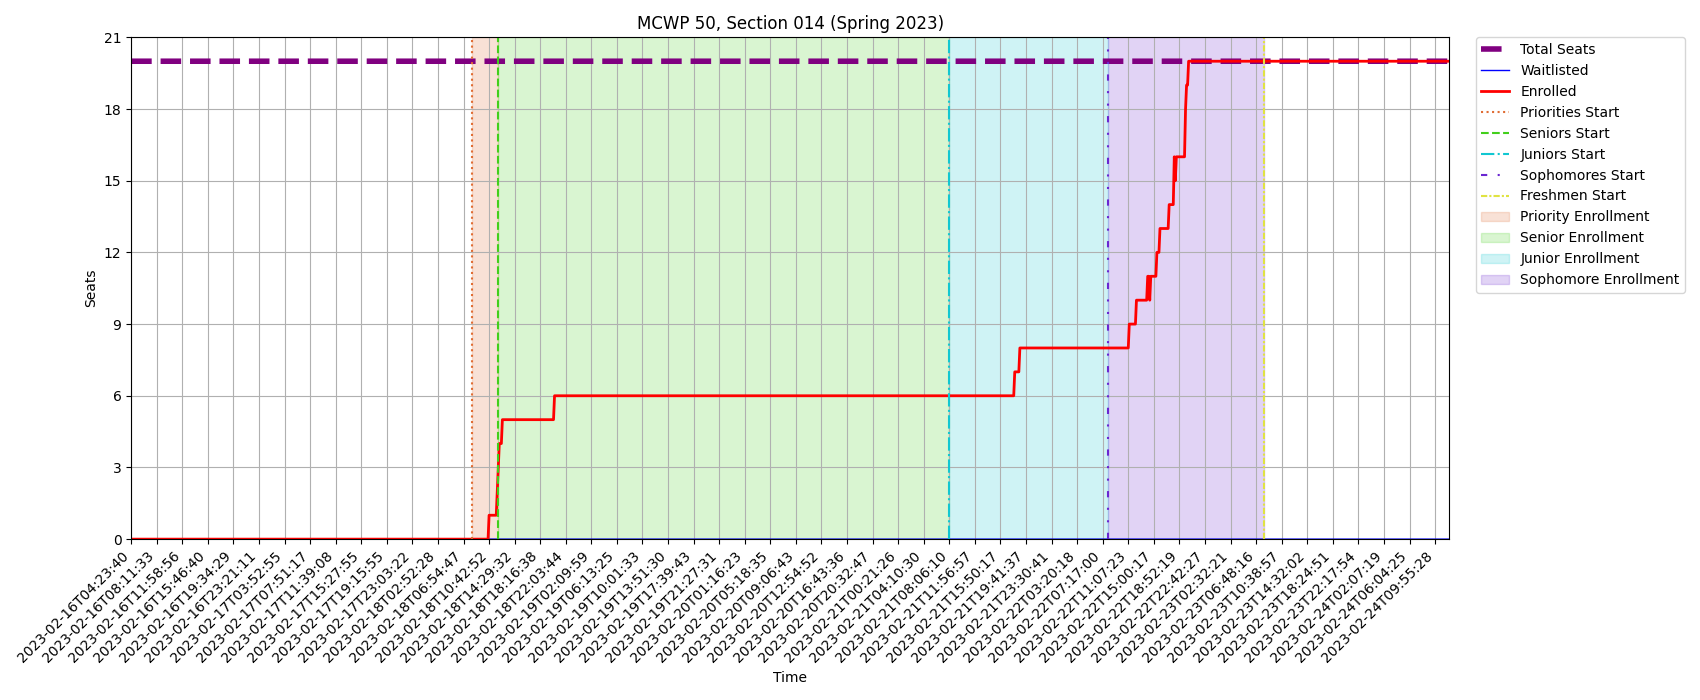 MCWP 50, Section 014 (Spring 2023)
21
18
15
12
9
6
3
0
Seats
2023-02-16T04:23:40
2023-02-16T08:11:33
2023-02-16T11:58:56
2023-02-16T15:46:40
2023-02-16T19:34:29
2023-02-16T23:21:11
2023-02-17T03:52:55
2023-02-17T07:51:17
2023-02-17T11:39:08
2023-02-17T15:27:55
2023-02-17T19:15:55
2023-02-17T23:03:22
2023-02-18T02:52:28
2023-02-18T06:54:47
2023-02-18T10:42:52
2023-02-18T14:29:32
2023-02-18T18:16:38
2023-02-18T22:03:44
2023-02-19T02:09:59
2023-02-19T06:13:25
2023-02-19T10:01:33
2023-02-19T13:51:30
2023-02-19T17:39:43
2023-02-19T21:27:31
2023-02-20T01:16:23
2023-02-20T05:18:35
2023-02-20T09:06:43
2023-02-20T12:54:52
2023-02-20T16:43:36
2023-02-20T20:32:47
2023-02-21T00:21:26
2023-02-21T04:10:30
2023-02-21T08:06:10
2023-02-21T11:56:57
2023-02-21T15:50:17
2023-02-21T19:41:37
2023-02-21T23:30:41
2023-02-22T03:20:18
2023-02-22T07:17:00
2023-02-22T11:07:23
2023-02-22T15:00:17
2023-02-22T18:52:19
2023-02-22T22:42:27
2023-02-23T02:32:21
2023-02-23T06:48:16
2023-02-23T10:38:57
2023-02-23T14:32:02
2023-02-23T18:24:51
2023-02-23T22:17:54
2023-02-24T02:07:19
2023-02-24T06:04:25
2023-02-24T09:55:28
Time
Total Seats
Waitlisted
Enrolled
Priorities Start
Seniors Start
Juniors Start
Sophomores Start
Freshmen Start
Priority Enrollment
Senior Enrollment
Junior Enrollment
Sophomore Enrollment